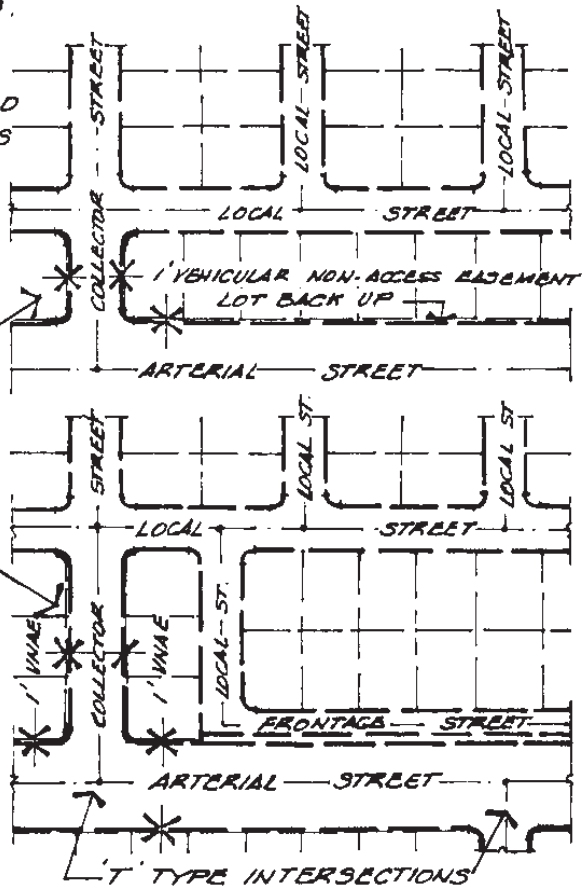 D
S
COLLECTOR - STREET
LOCAL STREET
LOCAL STREET
LOCAL STREET
1' VEHICULAR NON-ACCESS EASEMENT
LOT BACK UP
ARTERIAL STREET
STREET
LOCAL ST.
LOCAL ST
LOCAL STREET
COLLECTOR
1' VNAE
1' VNAE
LOCAL ST.
FRONTAGE STREET
ARTERIAL STREET
'T' TYPE INTERSECTIONS